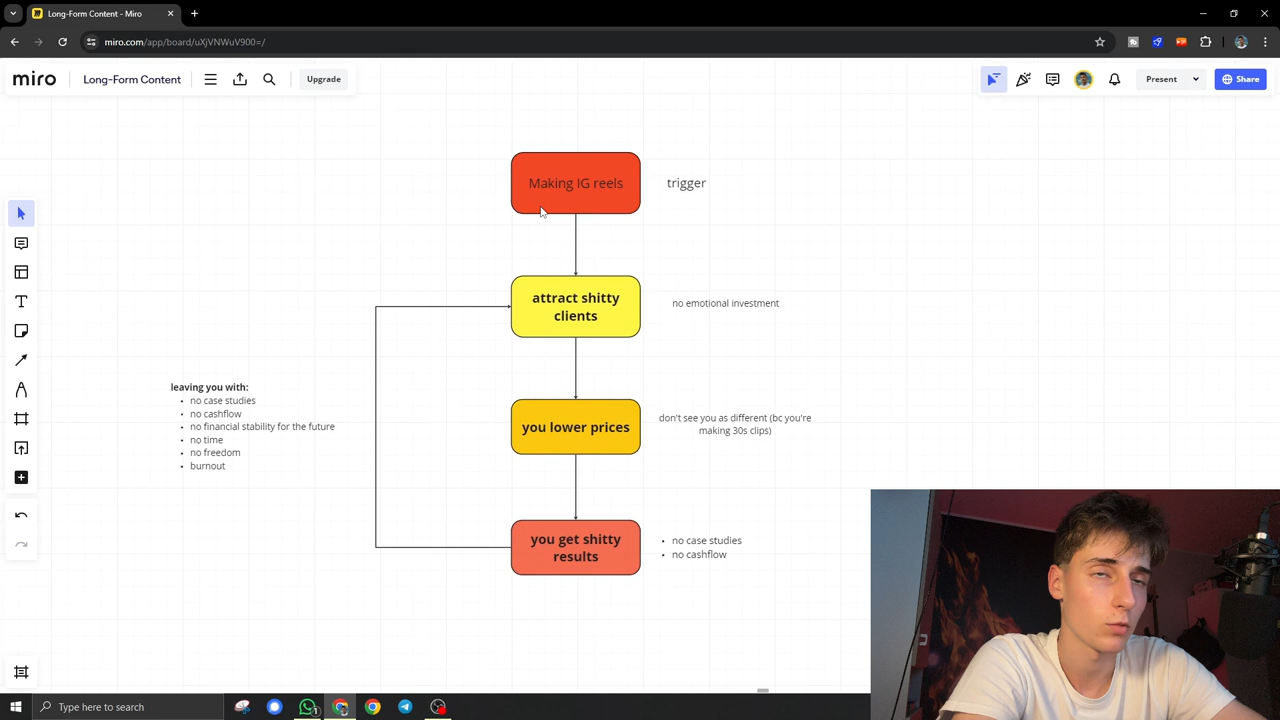 Long-Form Content - Miro
miro.com/app/board/uXjVNWuV900=/
miro
Long-Form Content
Upgrade
Present
Share
Making IG reels
trigger
attract shitty
clients
no emotional investment
leaving you with:
no case studies
no cashflow
no financial stability for the future
no time
no freedom
burnout
you lower prices
don't see you as different (bc you're
making 30s clips)
you get shitty
results
no case studies
no cashflow
Type here to search